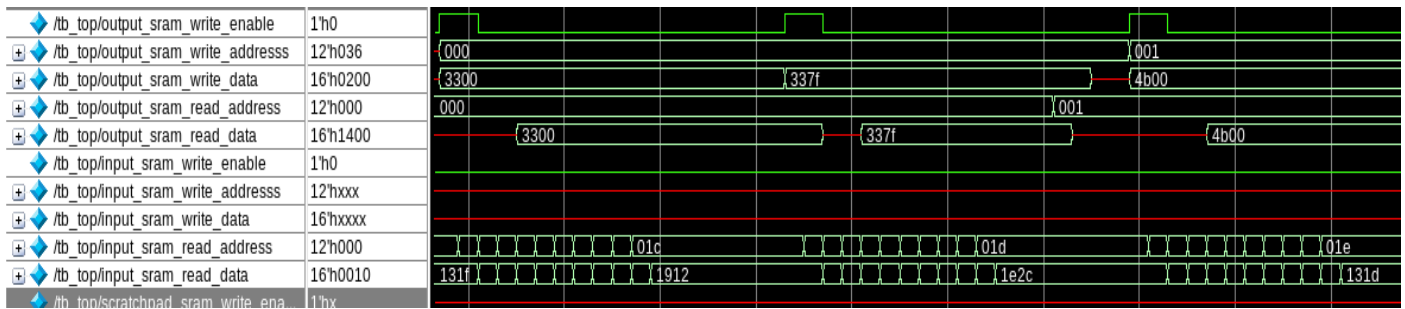 /tb_top/output_sram_write_enable 1'h0
/tb_top/output_sram_write_addresss 12'h036 000 001
/tb_top/output_sram_write_data 16'h0200 3300 337f 4b00
/tb_top/output_sram_read_address 12'h000 000 001
/tb_top/output_sram_read_data 16'h1400 3300 337f 4b00
/tb_top/input_sram_write_enable 1'h0
/tb_top/input_sram_write_addresss 12'hxxx
/tb_top/input_sram_write_data 16'hxxxx
/tb_top/input_sram_read_address 12'h000 01c 01d 01e
/tb_top/input_sram_read_data 16'h0010 131f 1912 1e2c 131d
/tb_top/scratchpad_sram_write_ena... 1'hx